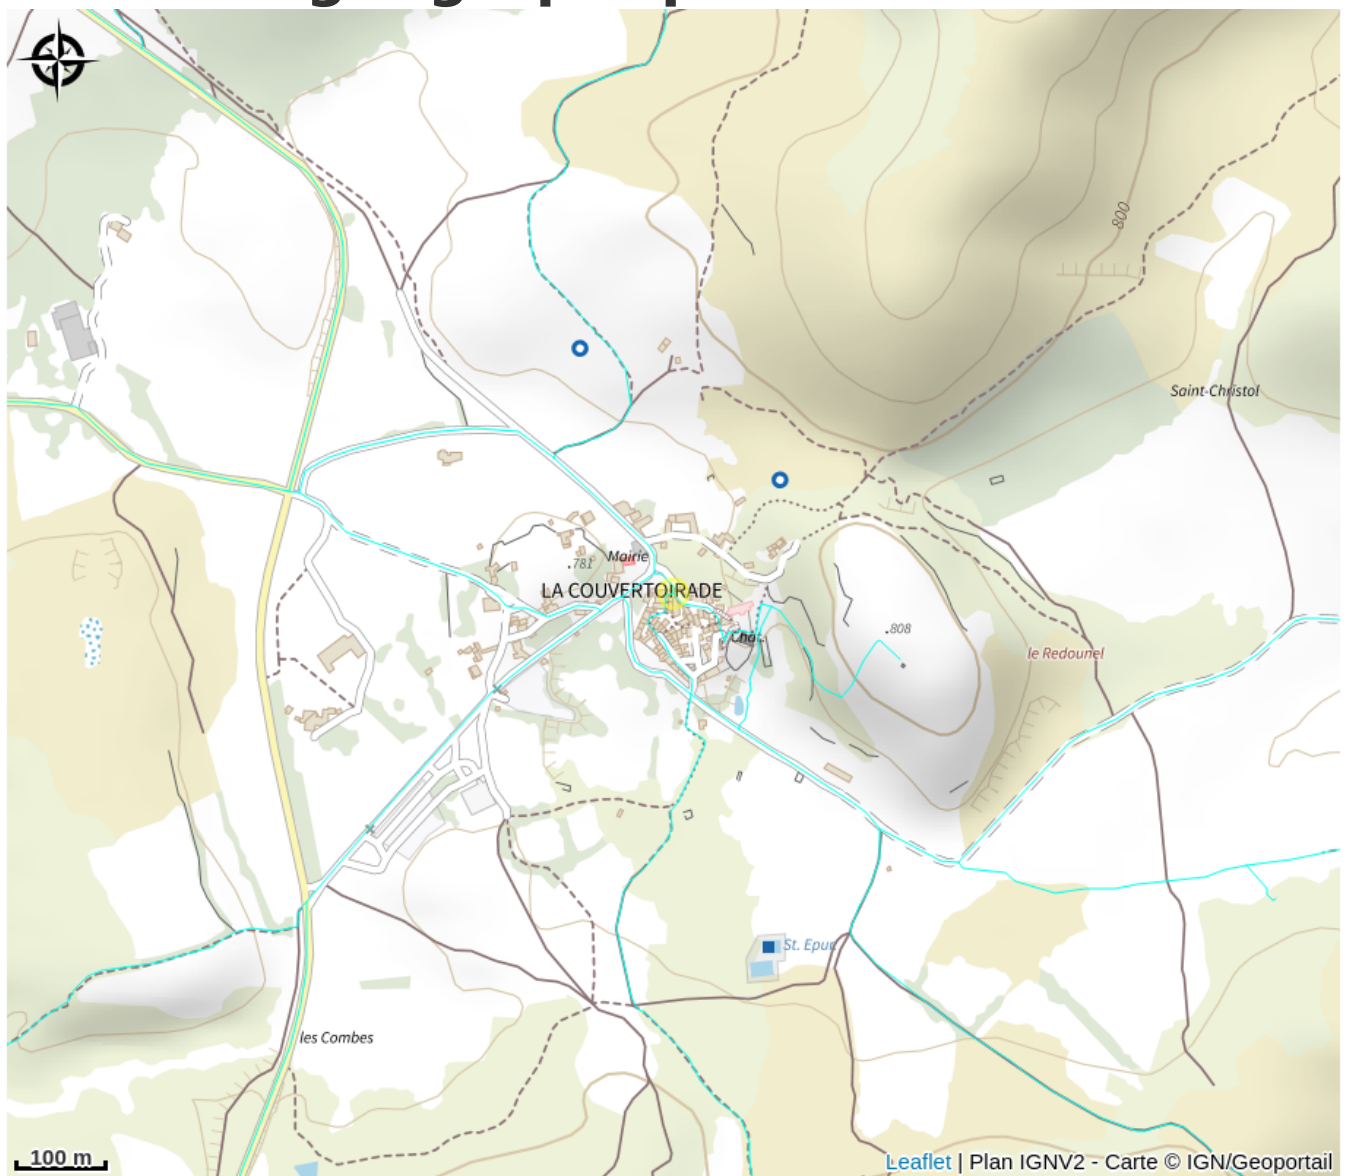 800
Saint-Christol
Mairie
781
LA COUVERTOIRADE
Chât.
808
le Redounel
St. Epur.
les Combes
100 m
Leaflet | Plan IGNV2 - Carte © IGN/Geoportail